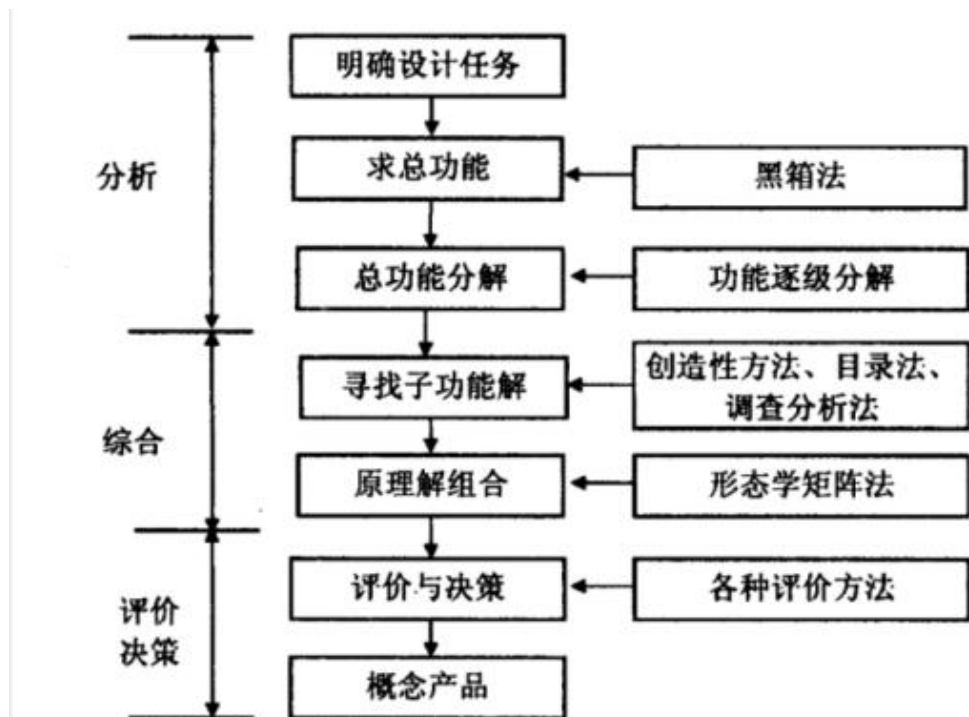 明确设计任务
分析
求总功能
黑箱法
总功能分解
功能逐级分解
寻找子功能解
创造性方法、目录法、
调查分析法
综合
原理解组合
形态学矩阵法
评价与决策
各种评价方法
评价
决策
概念产品